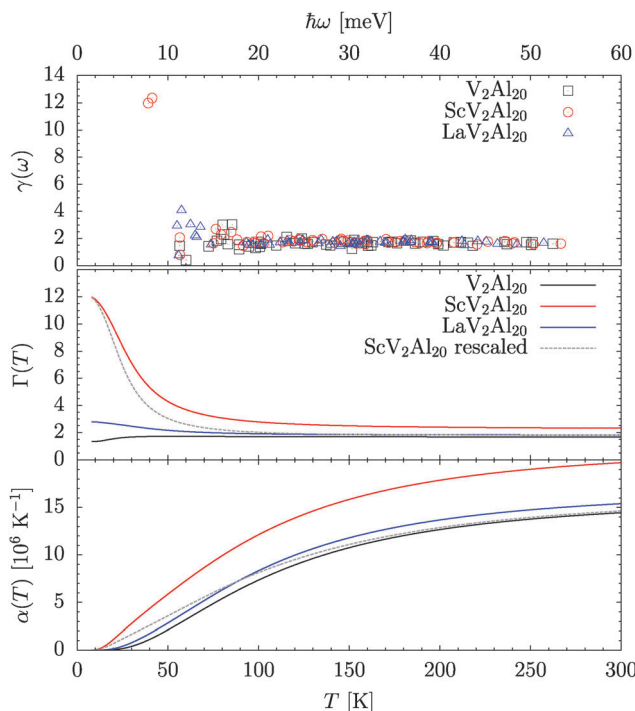 ħω [meV]
0 10 20 30 40 50 60
γ(ω)
14
12
10
8
6
4
2
0
V₂Al₂₀
ScV₂Al₂₀
LaV₂Al₂₀
Γ(T)
12
10
8
6
4
2
0
V₂Al₂₀
ScV₂Al₂₀
LaV₂Al₂₀
ScV₂Al₂₀ rescaled
α(T) [10⁶ K⁻¹]
15
10
5
0
0 50 100 150 200 250 300
T [K]